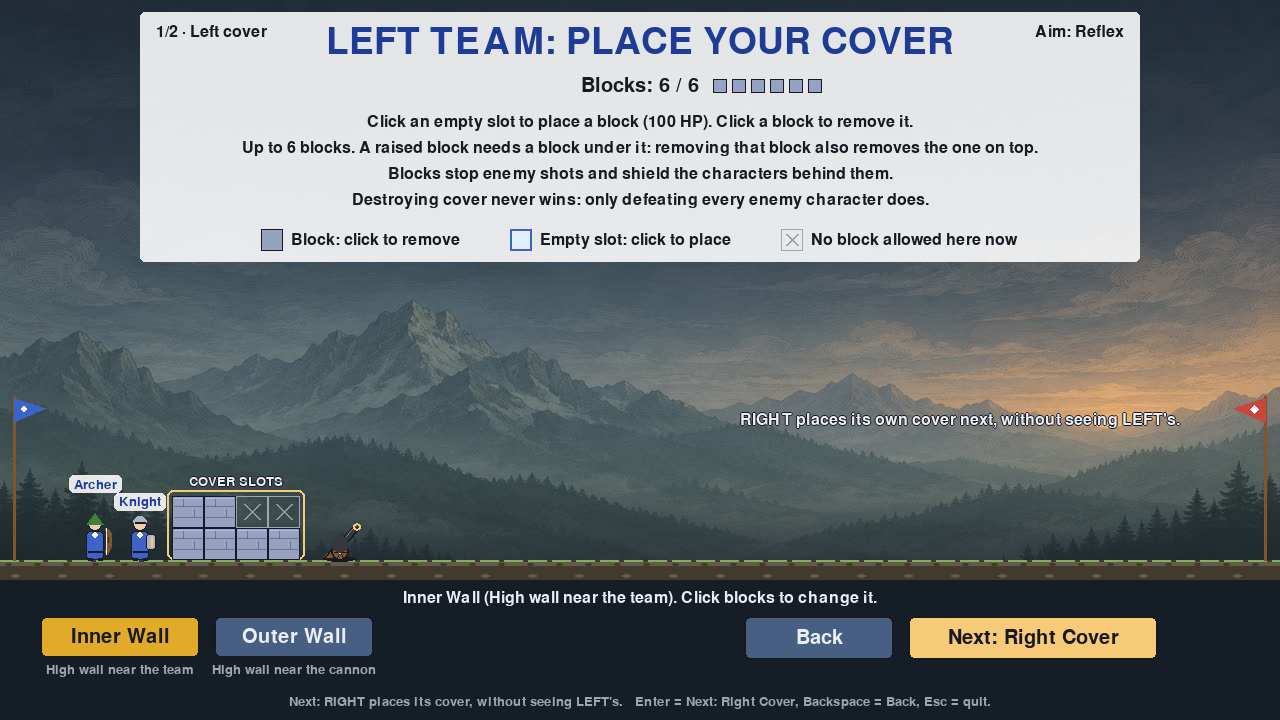 1/2 · Left cover
LEFT TEAM: PLACE YOUR COVER
Aim: Reflex
Blocks: 6 / 6
Click an empty slot to place a block (100 HP). Click a block to remove it.
Up to 6 blocks. A raised block needs a block under it: removing that block also removes the one on top.
Blocks stop enemy shots and shield the characters behind them.
Destroying cover never wins: only defeating every enemy character does.
Block: click to remove
Empty slot: click to place
No block allowed here now
RIGHT places its own cover next, without seeing LEFT's.
Archer
Knight
COVER SLOTS
Inner Wall (High wall near the team). Click blocks to change it.
Inner Wall
Outer Wall
Back
Next: Right Cover
High wall near the team
High wall near the cannon
Next: RIGHT places its cover, without seeing LEFT's. Enter = Next: Right Cover, Backspace = Back, Esc = quit.